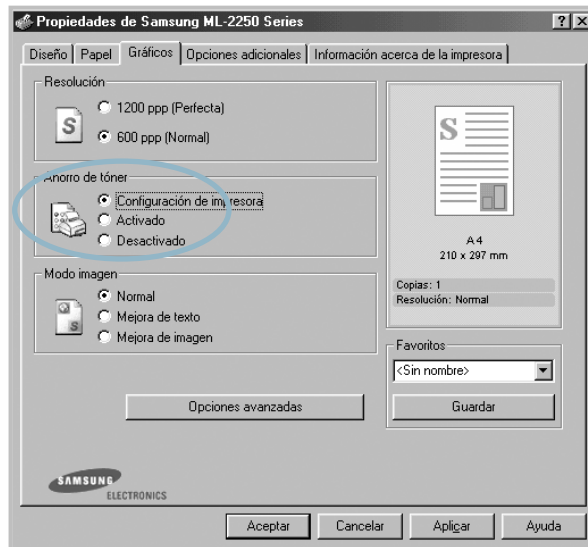 Propiedades de Samsung ML-2250 Series
Diseño Papel Gráficos Opciones adicionales Información acerca de la impresora
Resolución
1200 ppp (Perfecta)
600 ppp (Normal)
Ahorro de tóner
Configuración de impresora
Activado
Desactivado
Modo imagen
Normal
Mejora de texto
Mejora de imagen
Opciones avanzadas
S
A4
210 x 297 mm
Copias: 1
Resolución: Normal
Favoritos
<Sin nombre>
Guardar
SAMSUNG
ELECTRONICS
Aceptar Cancelar Aplicar Ayuda